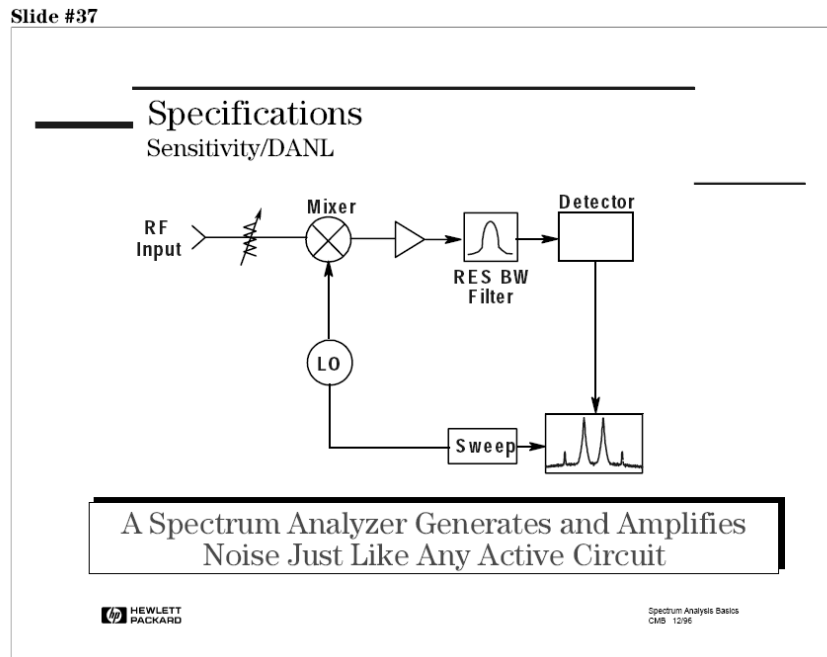 Slide #37
Specifications
Sensitivity/DANL
RF
Input
Mixer
RES BW
Filter
Detector
LO
Sweep
A Spectrum Analyzer Generates and Amplifies
Noise Just Like Any Active Circuit
hp HEWLETT
PACKARD
Spectrum Analysis Basics
CMB 12/96